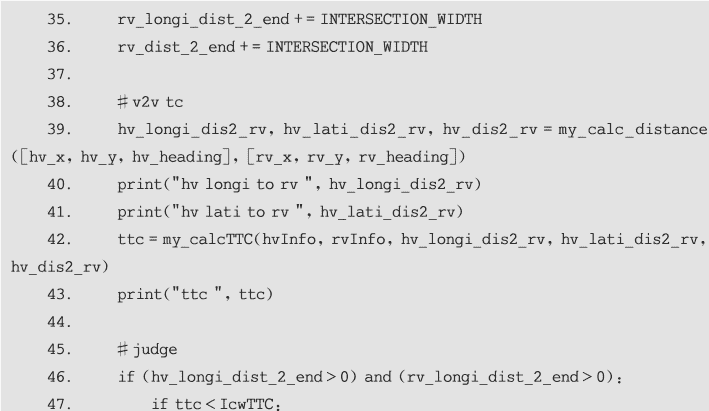 35.     rv_longi_dist_2_end += INTERSECTION_WIDTH
36.     rv_dist_2_end += INTERSECTION_WIDTH
37.
38.     # v2v tc
39.     hv_longi_dis2_rv, hv_lati_dis2_rv, hv_dis2_rv = my_calc_distance
([hv_x, hv_y, hv_heading], [rv_x, rv_y, rv_heading])
40.     print("hv longi to rv ", hv_longi_dis2_rv)
41.     print("hv lati to rv ", hv_lati_dis2_rv)
42.     ttc = my_calcTTC(hvInfo, rvInfo, hv_longi_dis2_rv, hv_lati_dis2_rv,
hv_dis2_rv)
43.     print("ttc ", ttc)
44.
45.     # judge
46.     if (hv_longi_dist_2_end > 0) and (rv_longi_dist_2_end > 0):
47.         if ttc < IcwTTC: